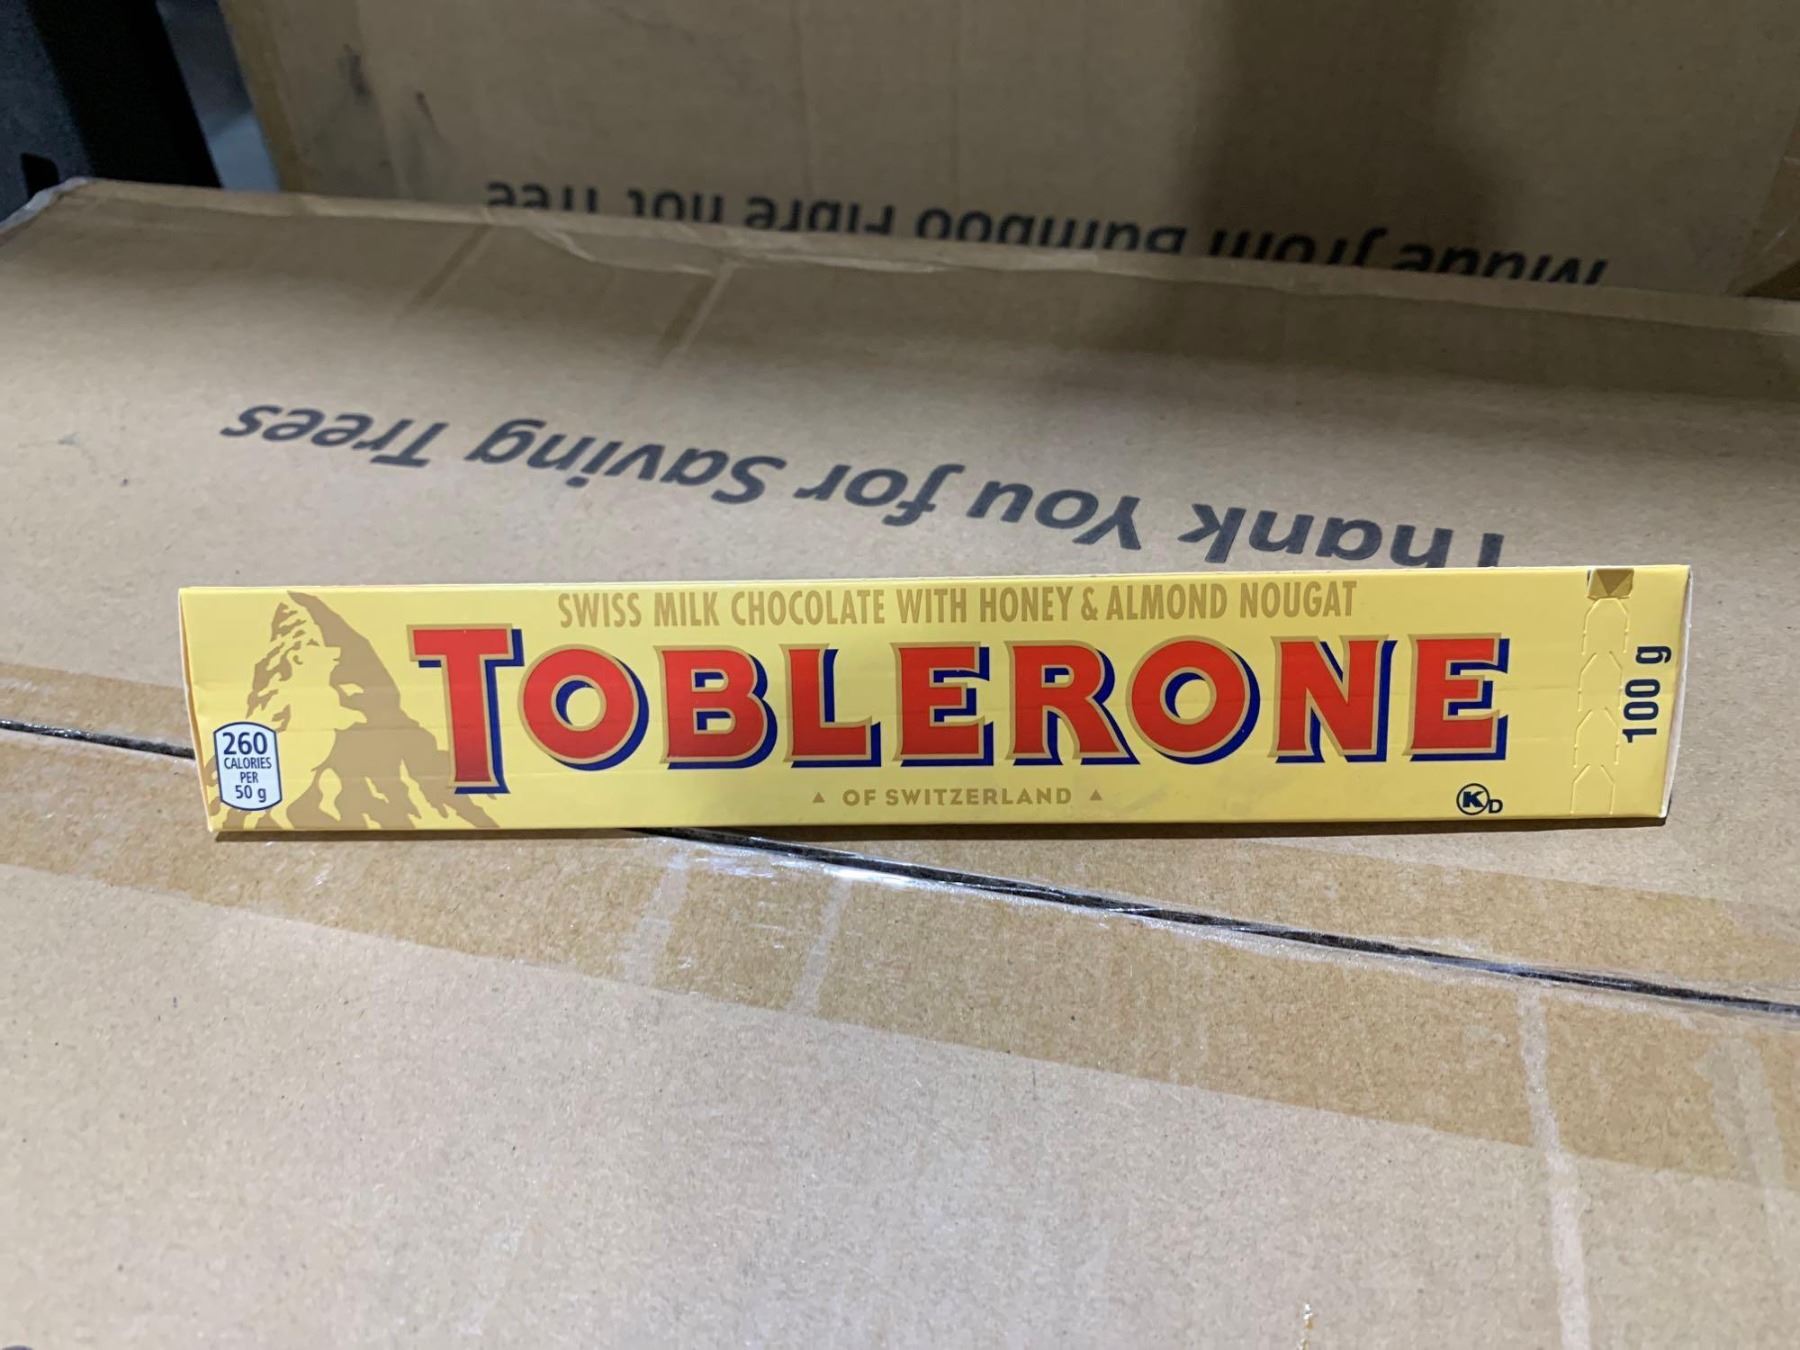 Made from Bamboo Fibre not Tree
Thank You for Saving Trees
SWISS MILK CHOCOLATE WITH HONEY & ALMOND NOUGAT
TOBLERONE
OF SWITZERLAND
260
CALORIES
PER
50 g
100 g
K D